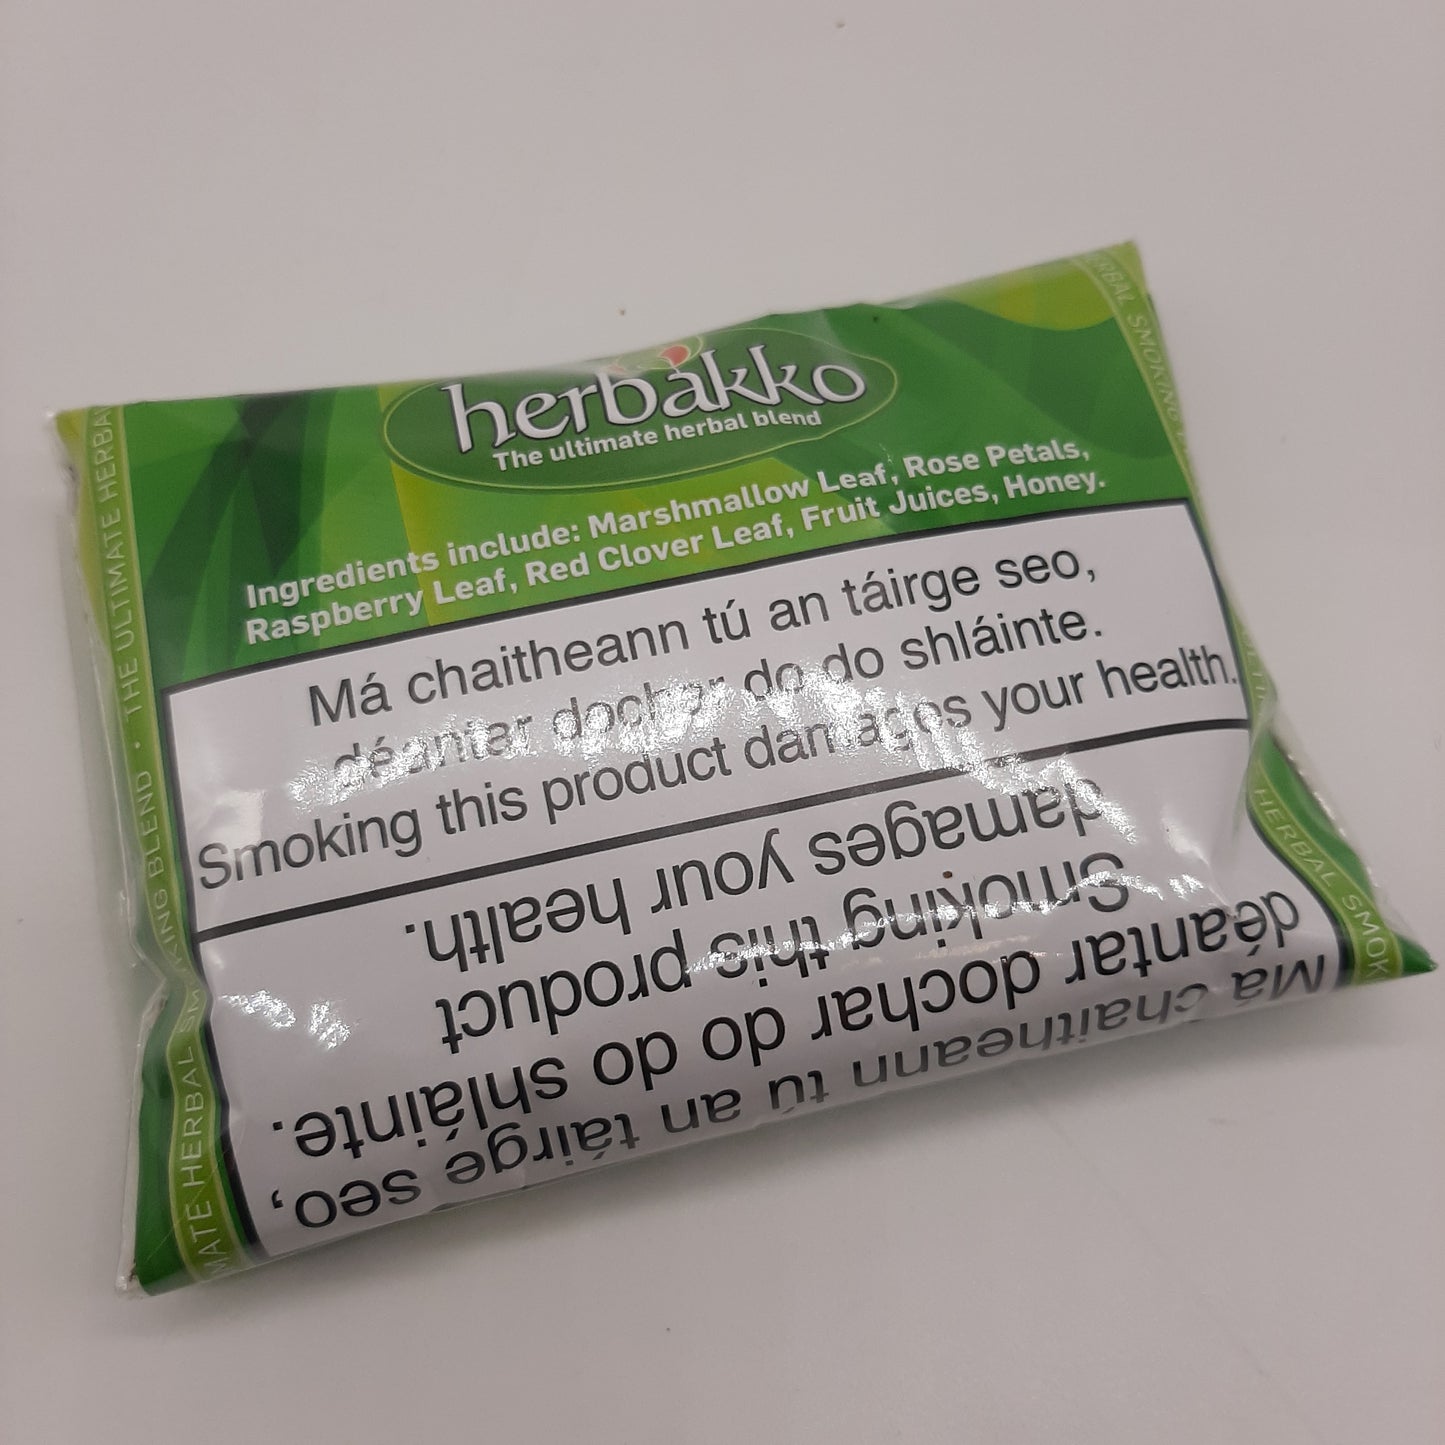 herbakko
The ultimate herbal blend
Ingredients include: Marshmallow Leaf, Rose Petals,
Raspberry Leaf, Red Clover Leaf, Fruit Juices, Honey.
Má chaitheann tú an táirge seo,
déantar dochar do do shláinte.
Smoking this product damages your health.
Má chaitheann tú an táirge seo,
déantar dochar do do shláinte.
Smoking this product
damages your health.
THE ULTIMATE HERBAL
BLEND
HERBAL
HERBAL SMOKING
HERBAL SMOK